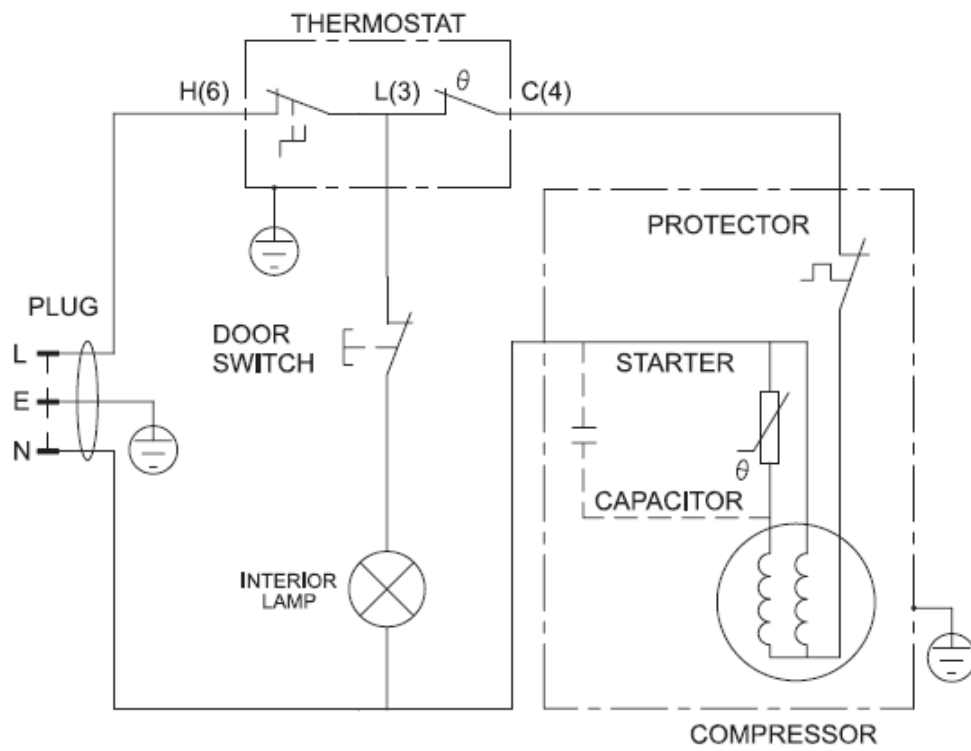 THERMOSTAT
H(6)
L(3)
θ
C(4)
PROTECTOR
PLUG
L
E
N
DOOR
SWITCH
STARTER
θ
CAPACITOR
INTERIOR
LAMP
COMPRESSOR